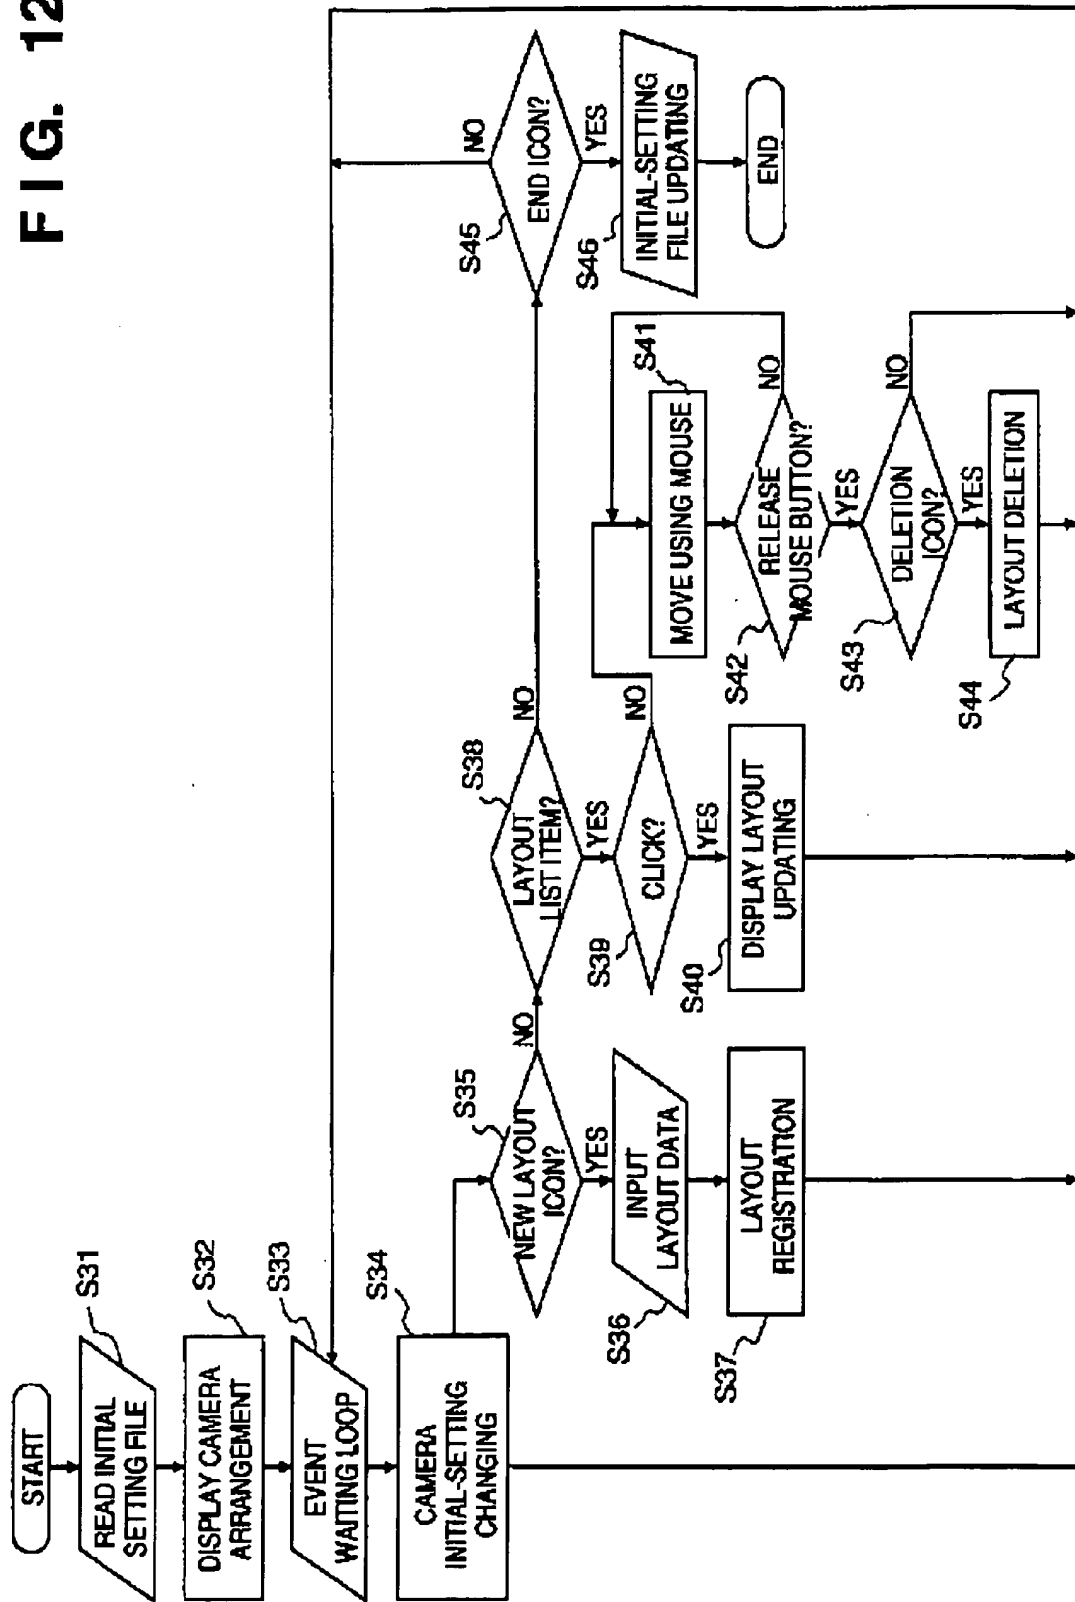 FIG. 12
START
S31
READ INITIAL
SETTING FILE
S32
DISPLAY CAMERA
ARRANGEMENT
S33
EVENT
WAITING LOOP
S34
CAMERA
INITIAL-SETTING
CHANGING
S35
NEW LAYOUT
ICON?
NO
YES
S36
INPUT
LAYOUT DATA
S37
LAYOUT
REGISTRATION
S38
LAYOUT
LIST ITEM?
NO
YES
S39
CLICK?
NO
YES
S40
DISPLAY LAYOUT
UPDATING
S41
MOVE USING MOUSE
S42
RELEASE
MOUSE BUTTON?
NO
YES
S43
DELETION
ICON?
NO
YES
S44
LAYOUT DELETION
S45
END ICON?
NO
YES
S46
INITIAL-SETTING
FILE UPDATING
END